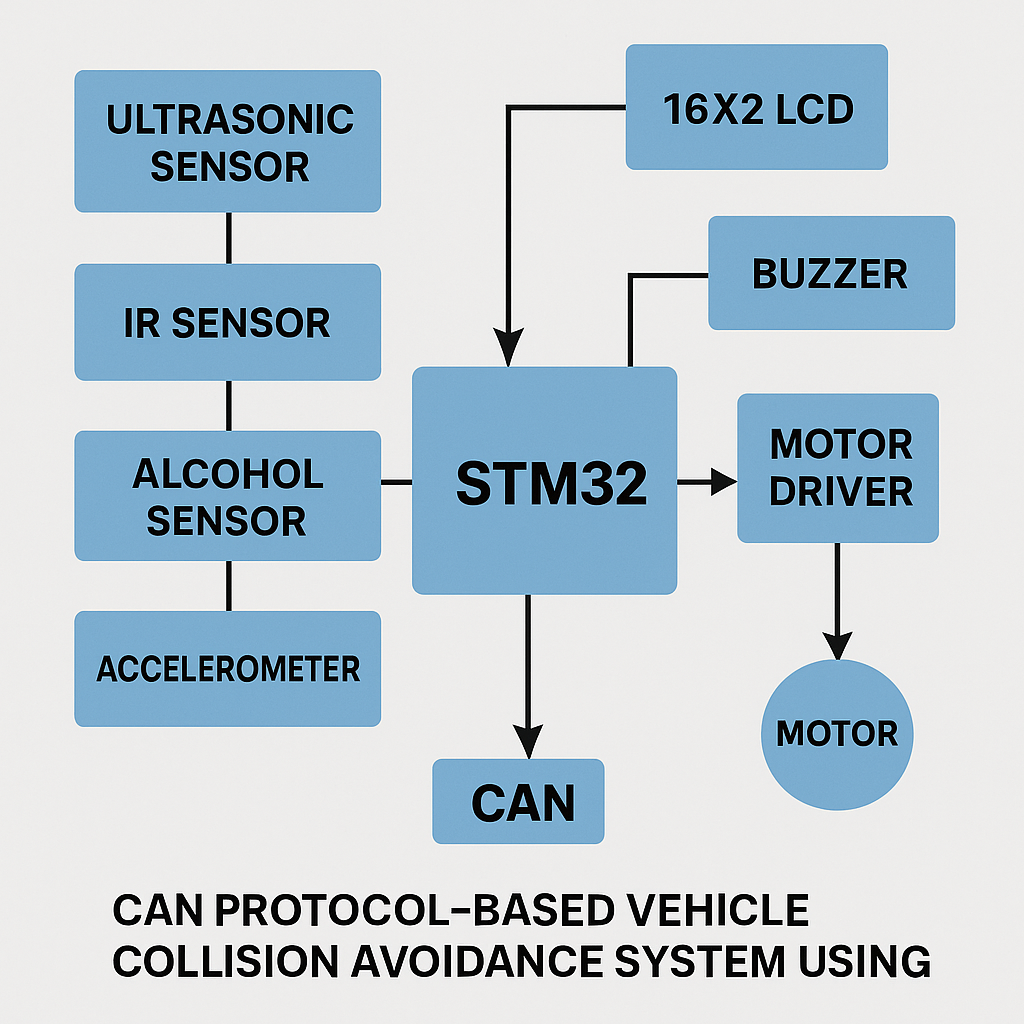 ULTRASONIC
SENSOR
IR SENSOR
ALCOHOL
SENSOR
ACCELEROMETER
16X2 LCD
BUZZER
STM32
MOTOR
DRIVER
MOTOR
CAN
CAN PROTOCOL–BASED VEHICLE
COLLISION AVOIDANCE SYSTEM USING